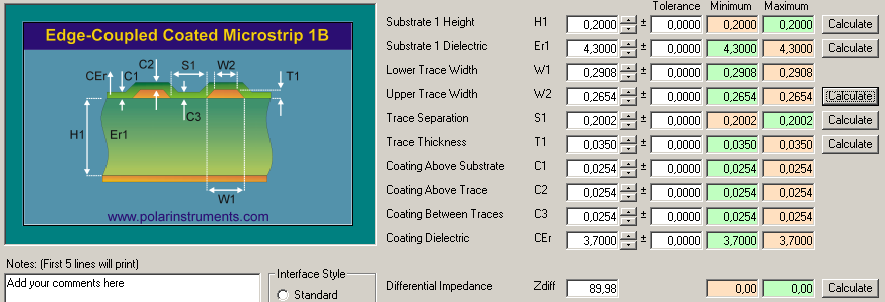 Tolerance Minimum Maximum
Edge-Coupled Coated Microstrip 1B
CEr C1 C2 S1 W2 T1
H1 Er1 C3
W1
www.polarinstruments.com
Substrate 1 Height H1 0,2000 ± 0,0000 0,2000 0,2000 Calculate
Substrate 1 Dielectric Er1 4,3000 ± 0,0000 4,3000 4,3000 Calculate
Lower Trace Width W1 0,2908 ± 0,0000 0,2908 0,2908
Upper Trace Width W2 0,2654 ± 0,0000 0,2654 0,2654 Calculate
Trace Separation S1 0,2002 ± 0,0000 0,2002 0,2002 Calculate
Trace Thickness T1 0,0350 ± 0,0000 0,0350 0,0350 Calculate
Coating Above Substrate C1 0,0254 ± 0,0000 0,0254 0,0254
Coating Above Trace C2 0,0254 ± 0,0000 0,0254 0,0254
Coating Between Traces C3 0,0254 ± 0,0000 0,0254 0,0254
Coating Dielectric CEr 3,7000 ± 0,0000 3,7000 3,7000
Notes: (First 5 lines will print)
Add your comments here
Interface Style
Standard
Differential Impedance Zdiff 89,98 0,00 0,00 Calculate